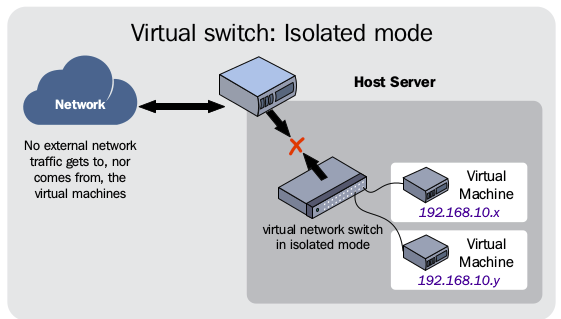 Virtual switch: Isolated mode
Network
Host Server
No external network
traffic gets to, nor
comes from, the
virtual machines
Virtual
Machine
192.168.10.x
virtual network switch
in isolated mode
Virtual
Machine
192.168.10.y